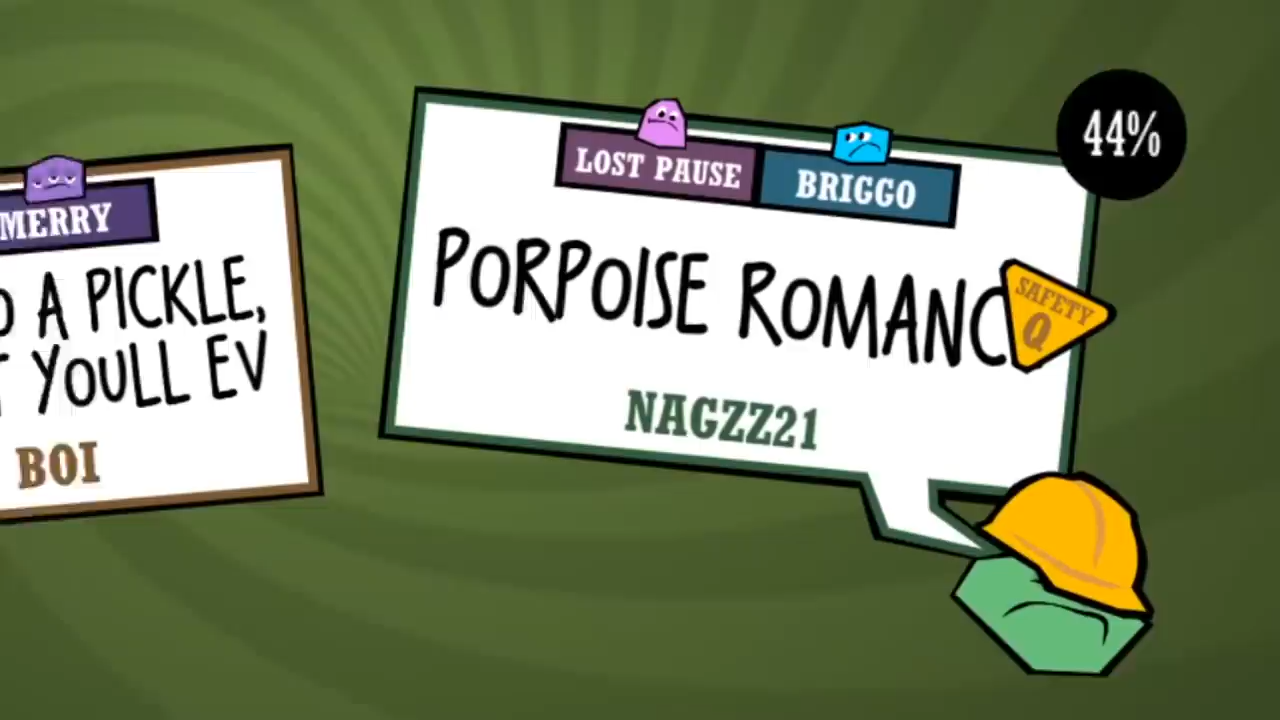 MERRY
A PICKLE,
YOULL EV
BOI
44%
LOST PAUSE
BRIGGO
PORPOISE ROMANC
SAFETY
Q
NAGZZ21